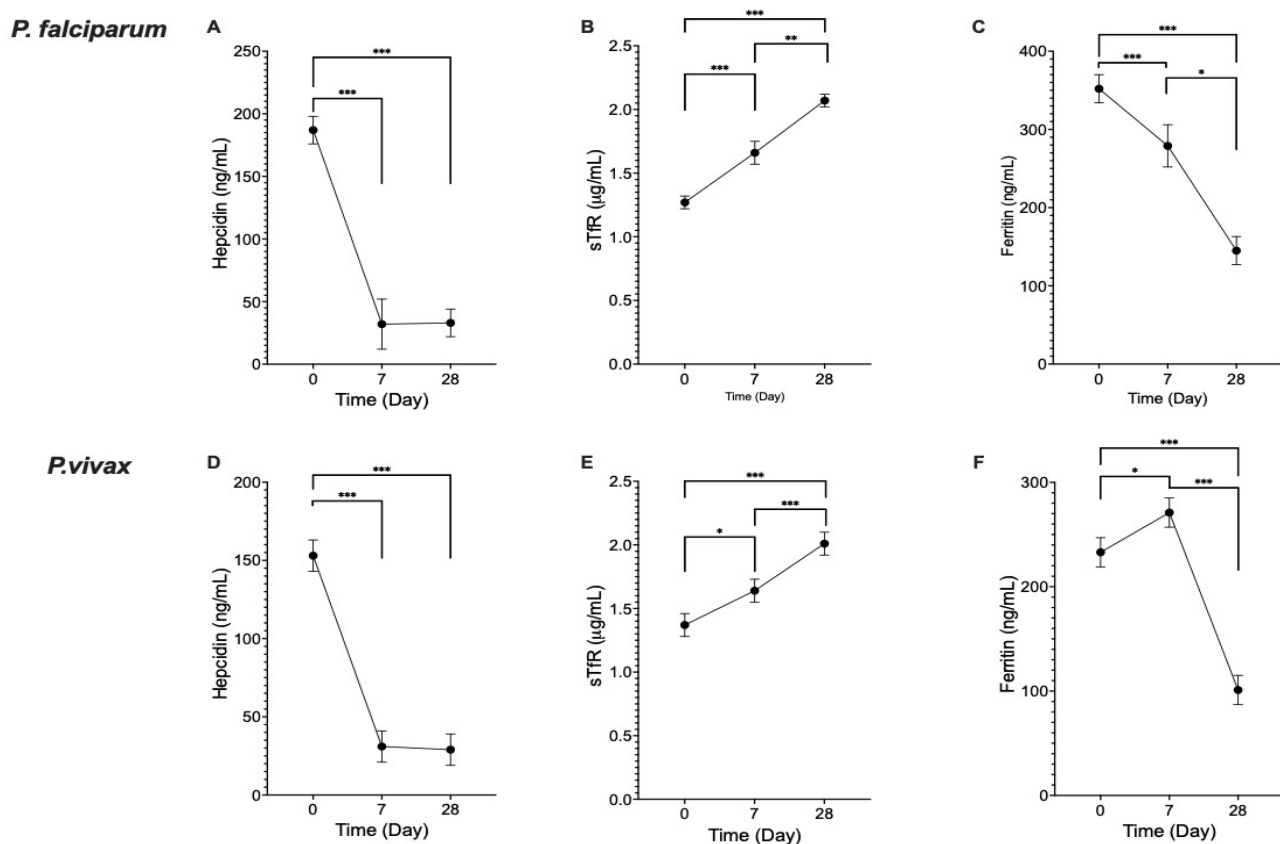 P. falciparum
A
***
***
250
200
150
100
50
0
Hepcidin (ng/mL)
0 7 28
Time (Day)
B
***
**
***
2.5
2.0
1.5
1.0
0.5
0.0
sTfR (µg/mL)
0 7 28
Time (Day)
C
***
***
*
400
300
200
100
0
Ferritin (ng/mL)
0 7 28
Time (Day)
P.vivax
D
***
***
200
150
100
50
0
Hepcidin (ng/mL)
0 7 28
Time (Day)
E
***
***
*
2.5
2.0
1.5
1.0
0.5
0.0
sTfR (µg/mL)
0 7 28
Time (Day)
F
***
*
***
300
200
100
0
Ferritin (ng/mL)
0 7 28
Time (Day)